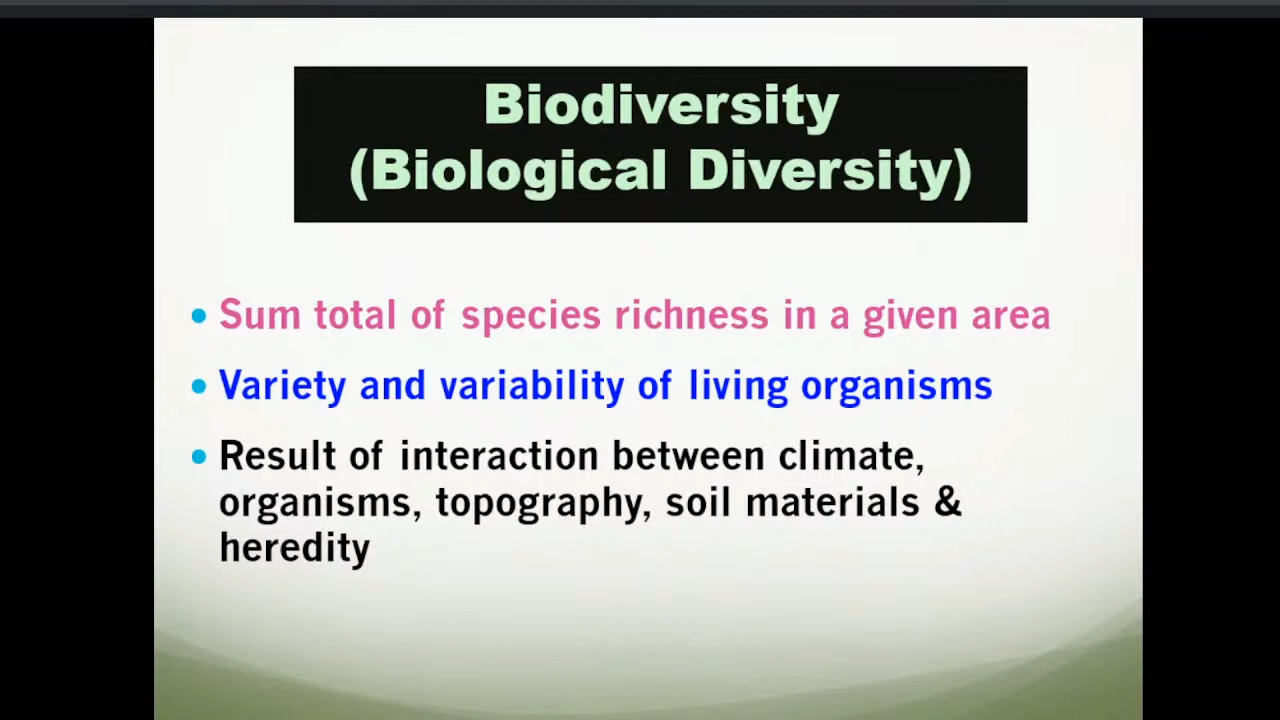 Biodiversity
(Biological Diversity)
• Sum total of species richness in a given area
• Variety and variability of living organisms
• Result of interaction between climate,
organisms, topography, soil materials &
heredity